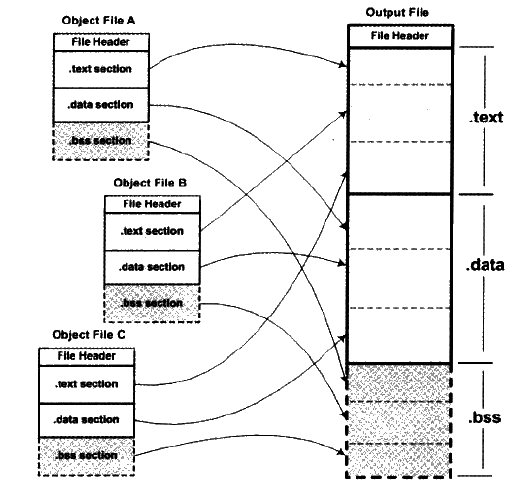 Object File A
File Header
.text section
.data section
.bss section
Object File B
File Header
.text section
.data section
.bss section
Object File C
File Header
.text section
.data section
.bss section
Output File
File Header
.text
.data
.bss